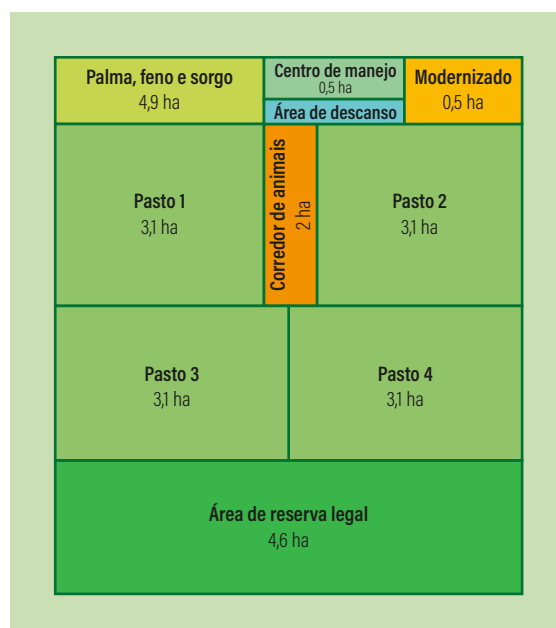 Palma, feno e sorgo
4,9 ha
Centro de manejo
0,5 ha
Área de descanso
Modernizado
0,5 ha
Pasto 1
3,1 ha
Corredor de animais
2 ha
Pasto 2
3,1 ha
Pasto 3
3,1 ha
Pasto 4
3,1 ha
Área de reserva legal
4,6 ha